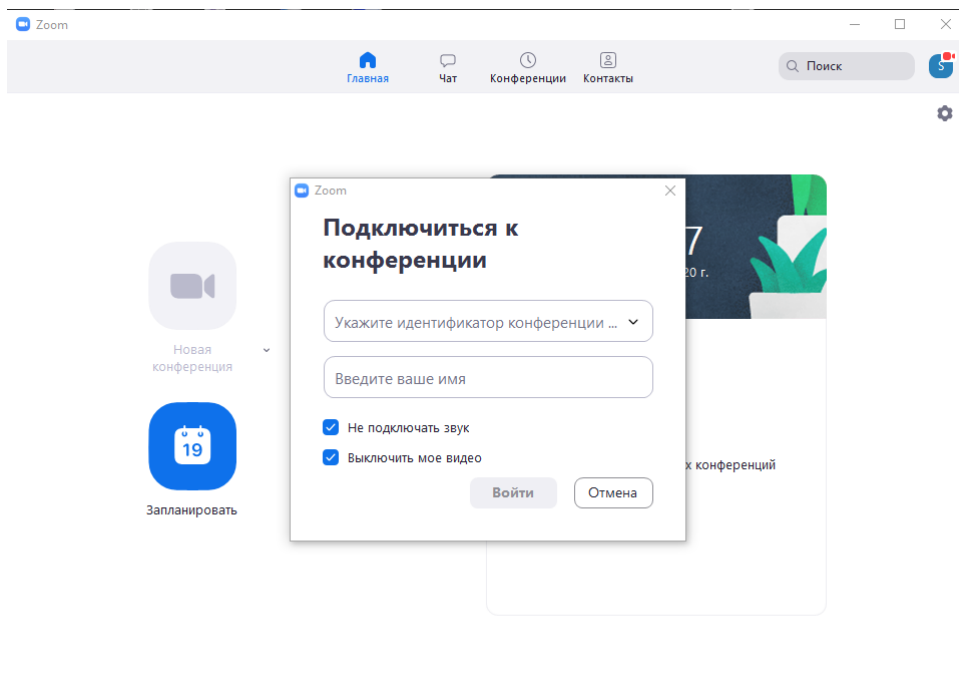 Zoom
Главная
Чат
Конференции
Контакты
Поиск
S
Zoom
Подключиться к
конференции
7
20 г.
Укажите идентификатор конференции ...
Новая
конференция
Введите ваше имя
Не подключать звук
19
Выключить мое видео
х конференций
Войти
Отмена
Запланировать